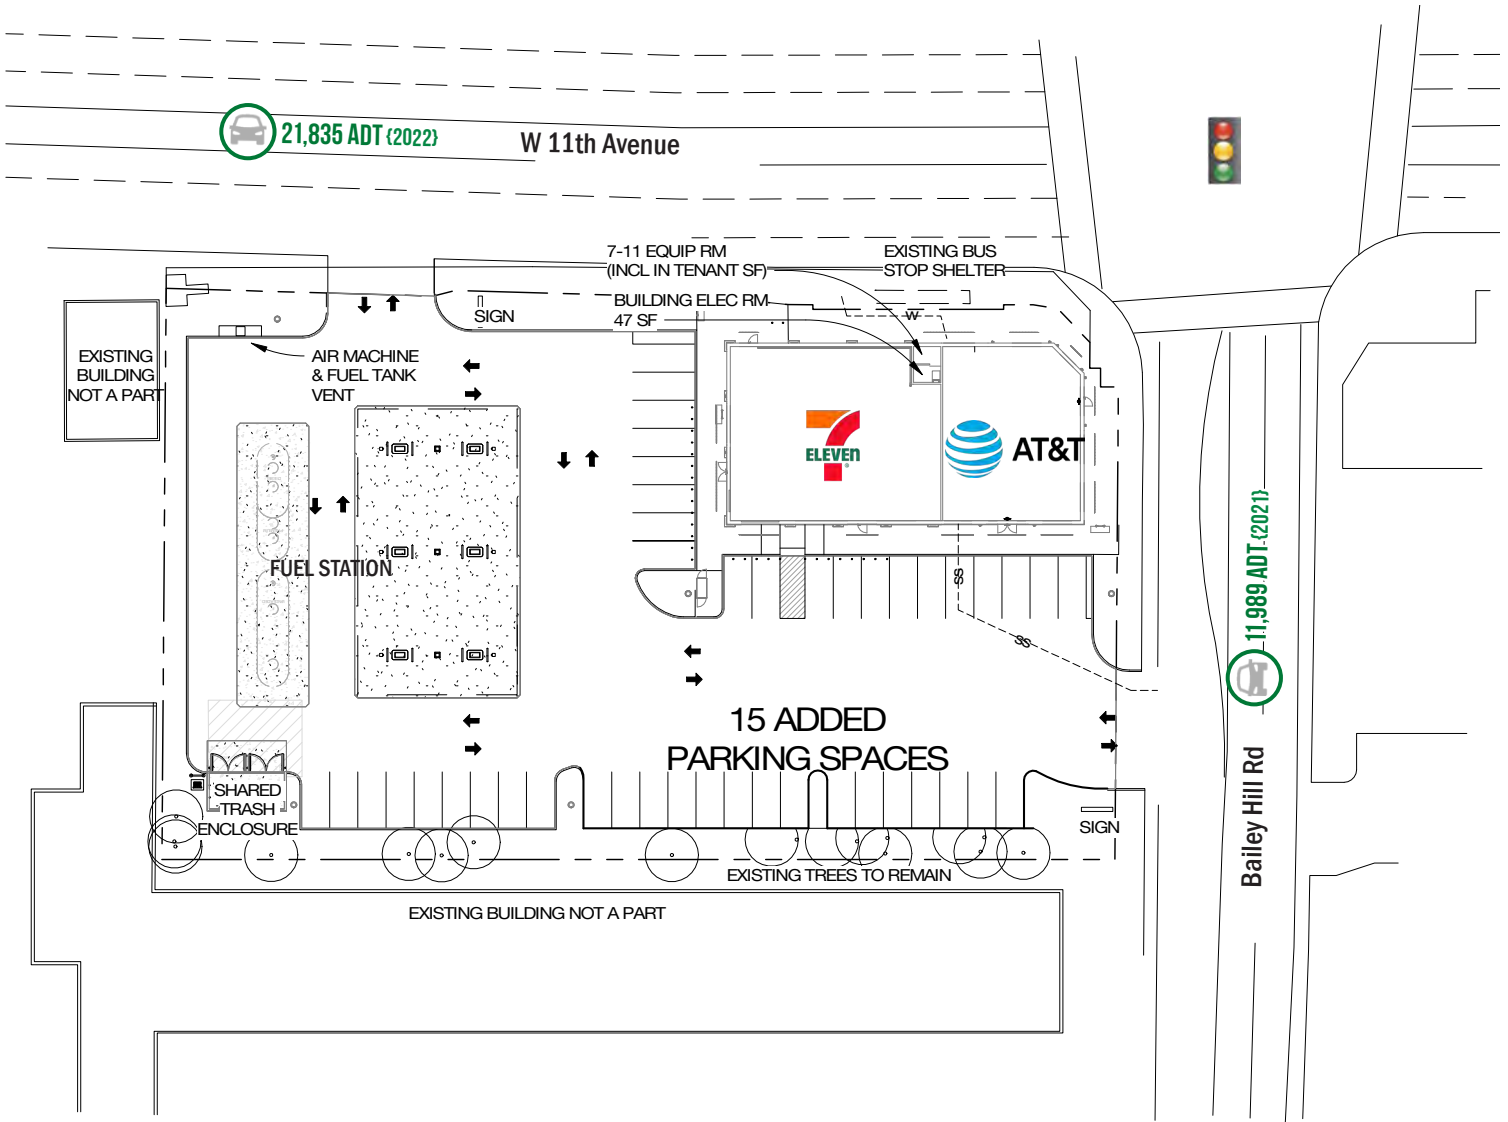 21,835 ADT {2022}
W 11th Avenue
7-11 EQUIP RM
(INCL IN TENANT SF)
EXISTING BUS
STOP SHELTER
BUILDING ELEC RM
47 SF
SIGN
W
EXISTING
BUILDING
NOT A PART
AIR MACHINE
& FUEL TANK
VENT
7
ELEVEN
AT&T
FUEL STATION
SS
SS
11,989 ADT {2021}
15 ADDED
PARKING SPACES
SHARED
TRASH
ENCLOSURE
SIGN
Bailey Hill Rd
EXISTING TREES TO REMAIN
EXISTING BUILDING NOT A PART